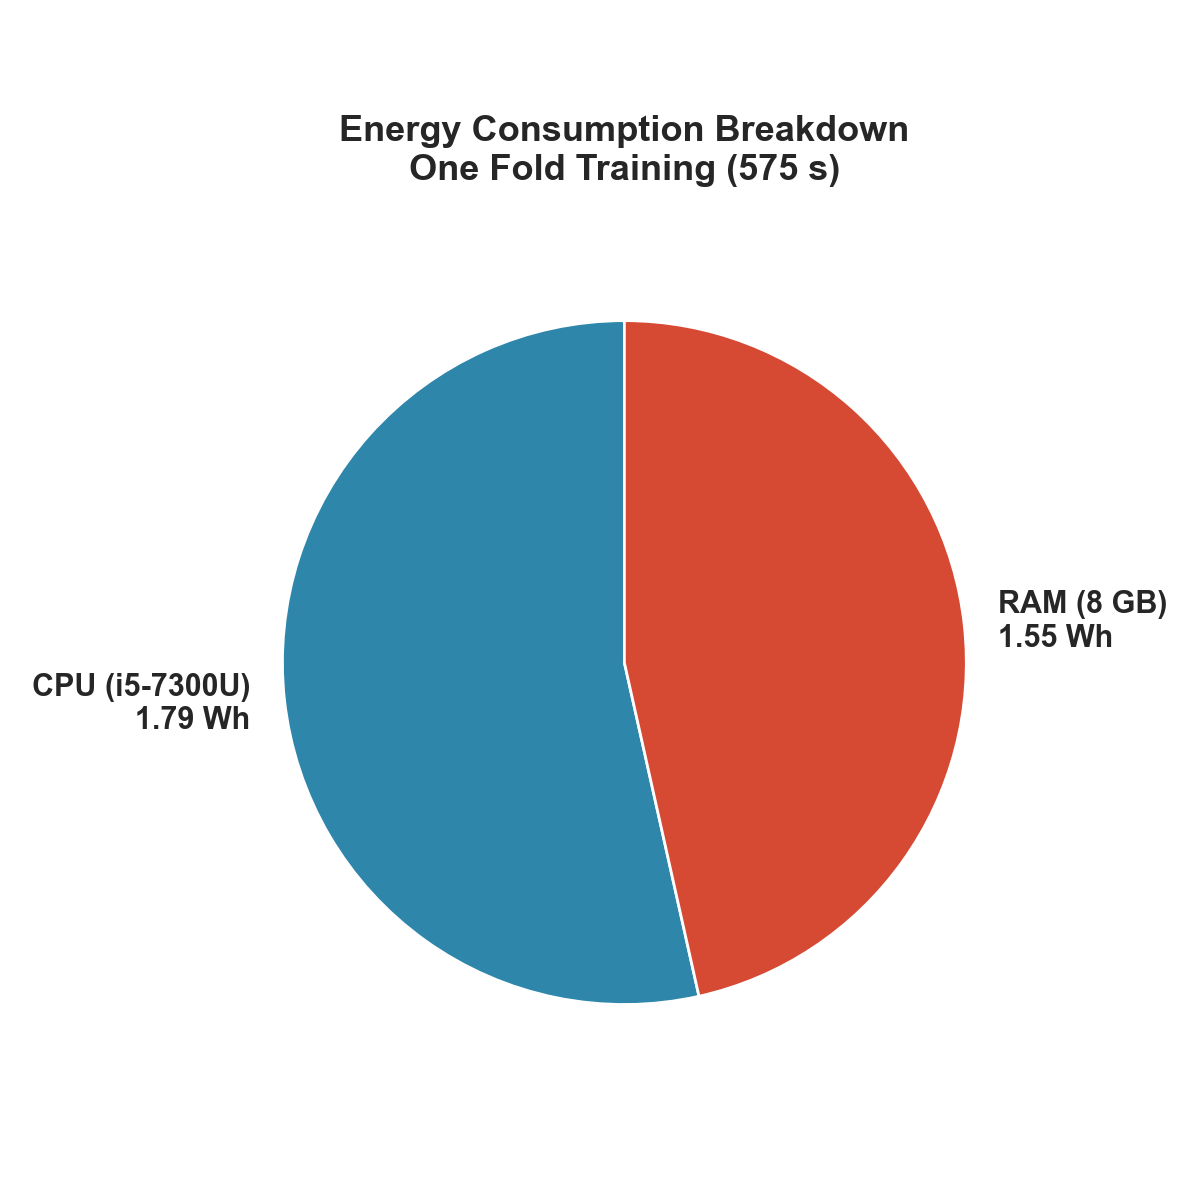 Energy Consumption Breakdown
One Fold Training (575 s)
RAM (8 GB)
1.55 Wh
CPU (i5-7300U)
1.79 Wh